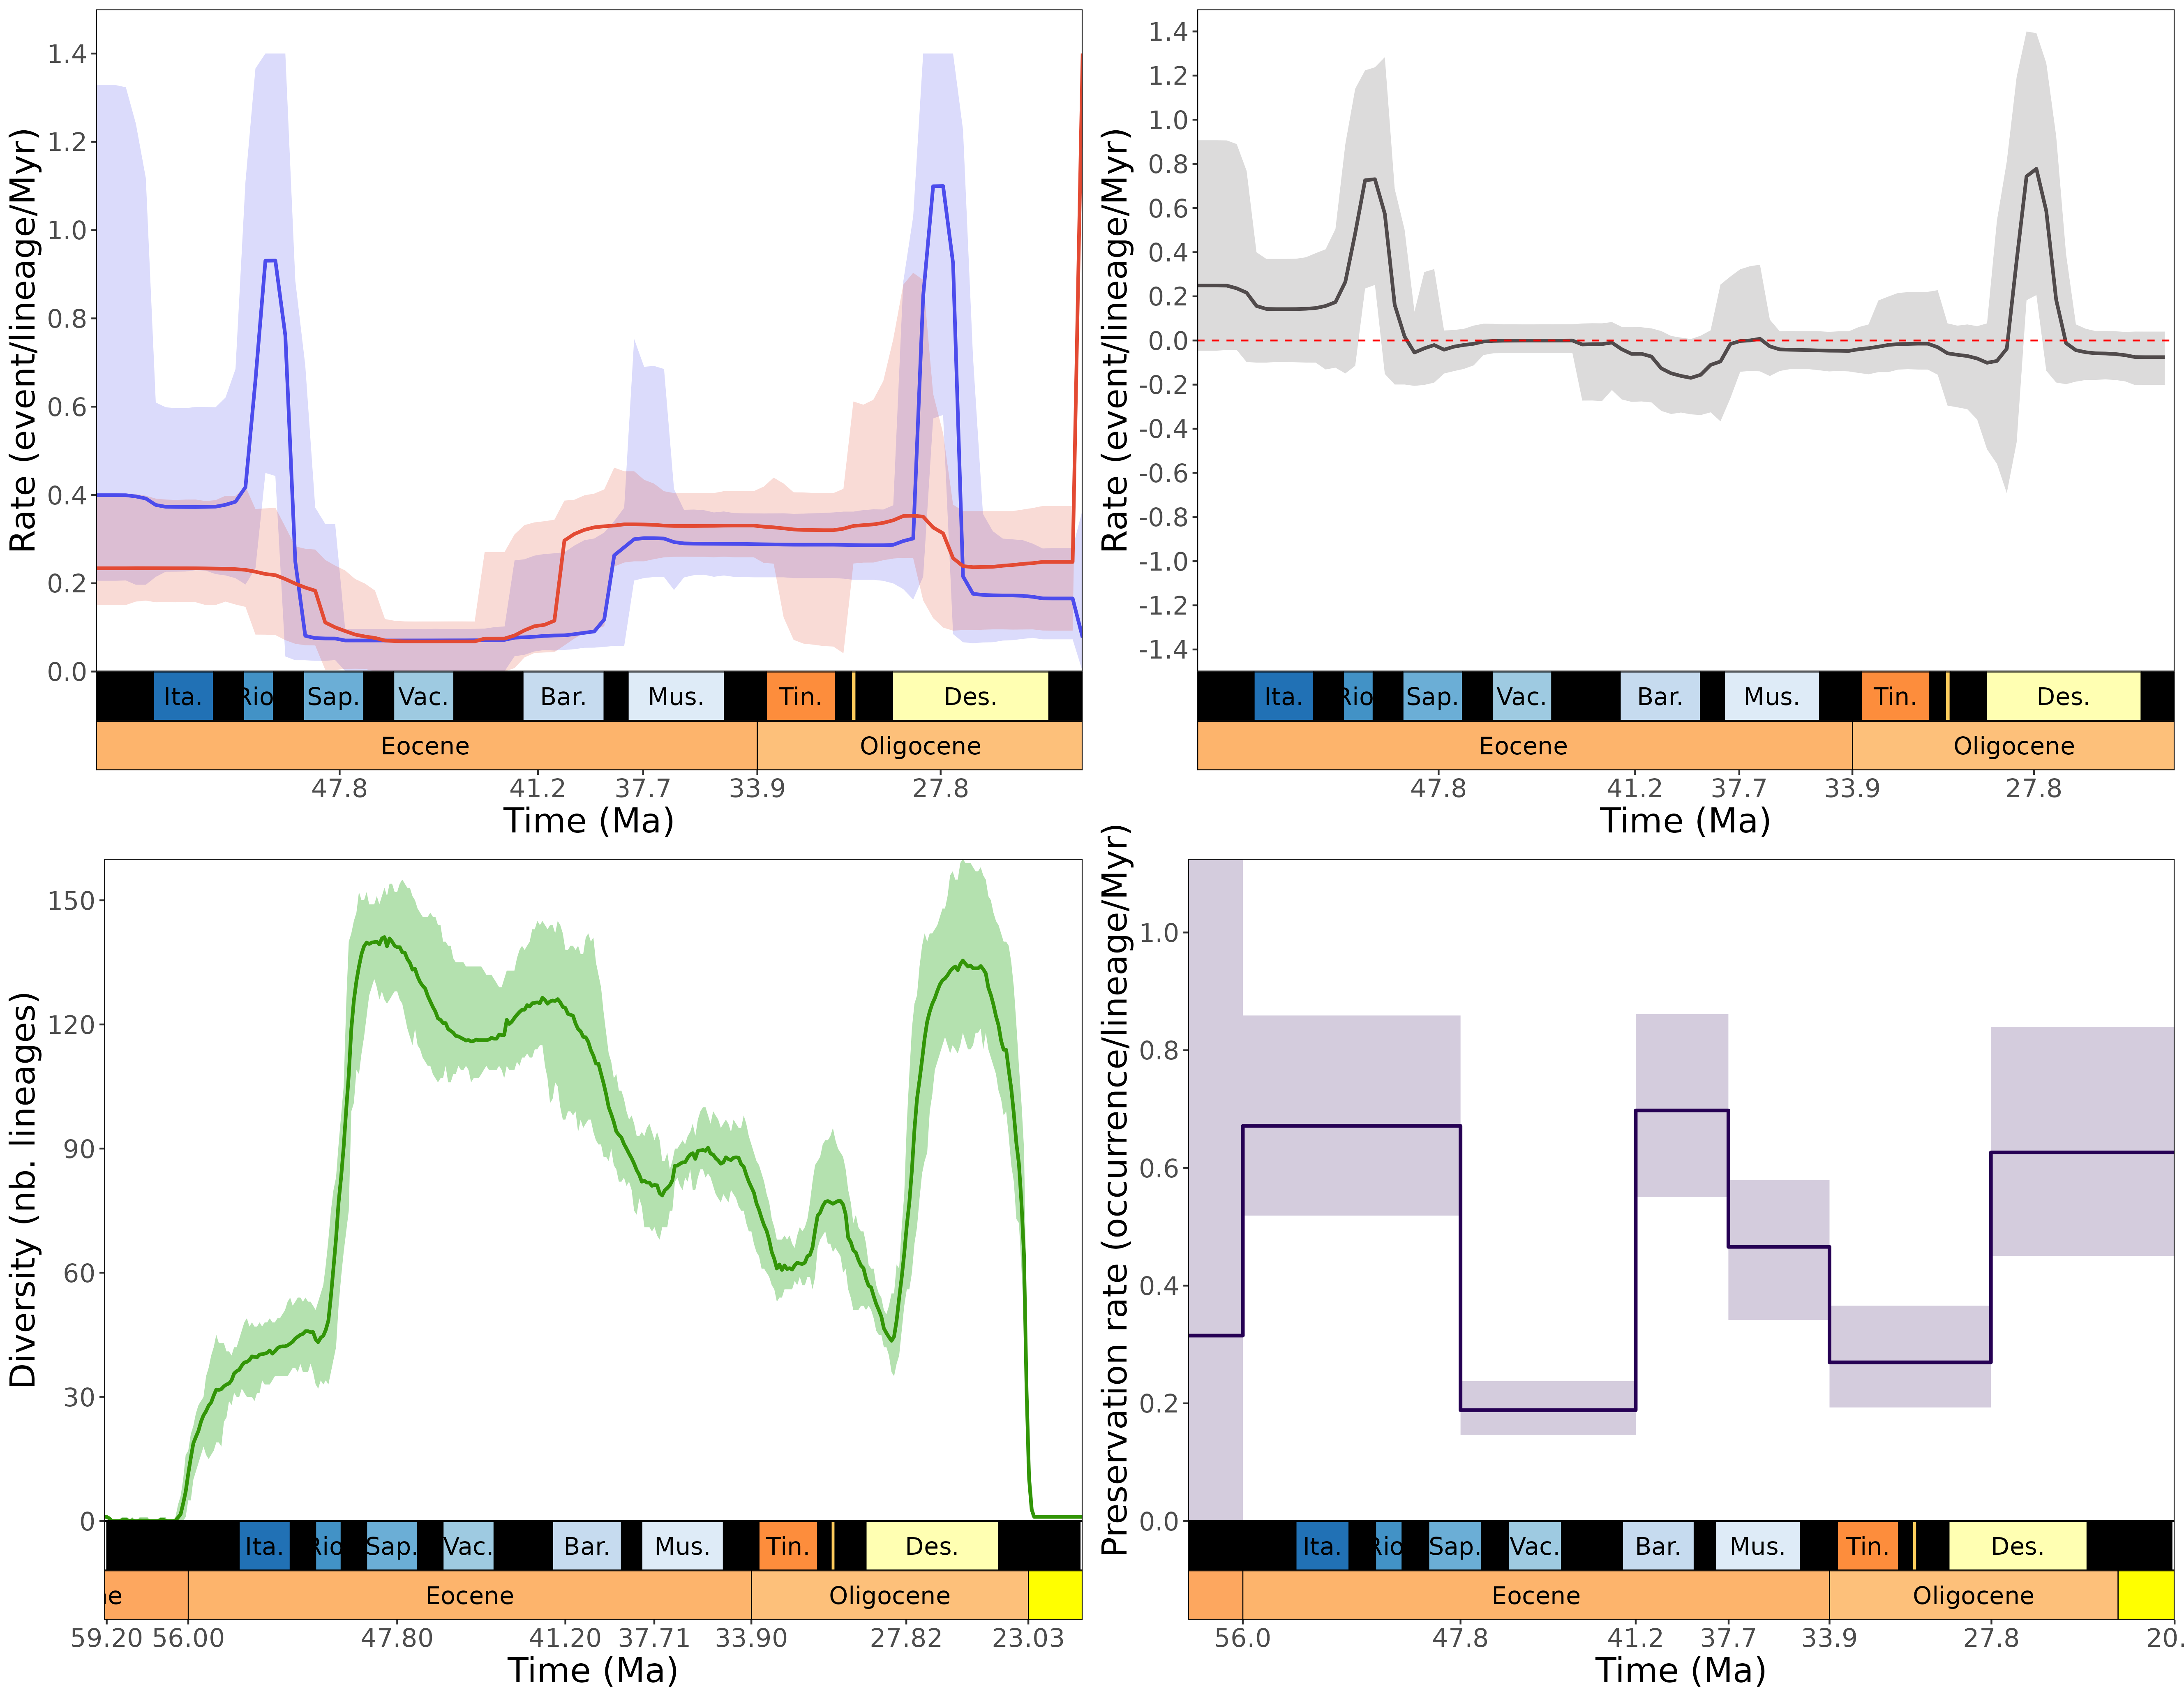 Rate (event/lineage/Myr)
1.4
1.2
1.0
0.8
0.6
0.4
0.2
0.0
Ita. Rio Sap. Vac. Bar. Mus. Tin. Des.
Eocene Oligocene
47.8 41.2 37.7 33.9 27.8
Time (Ma)
Rate (event/lineage/Myr)
1.4
1.2
1.0
0.8
0.6
0.4
0.2
0.0
-0.2
-0.4
-0.6
-0.8
-1.0
-1.2
-1.4
Ita. Rio Sap. Vac. Bar. Mus. Tin. Des.
Eocene Oligocene
47.8 41.2 37.7 33.9 27.8
Time (Ma)
Diversity (nb. lineages)
150
120
90
60
30
0
Ita. Rio Sap. Vac. Bar. Mus. Tin. Des.
e Eocene Oligocene
59.20 56.00 47.80 41.20 37.71 33.90 27.82 23.03
Time (Ma)
Preservation rate (occurrence/lineage/Myr)
1.0
0.8
0.6
0.4
0.2
0.0
Ita. Rio Sap. Vac. Bar. Mus. Tin. Des.
Eocene Oligocene
56.0 47.8 41.2 37.7 33.9 27.8 20.
Time (Ma)